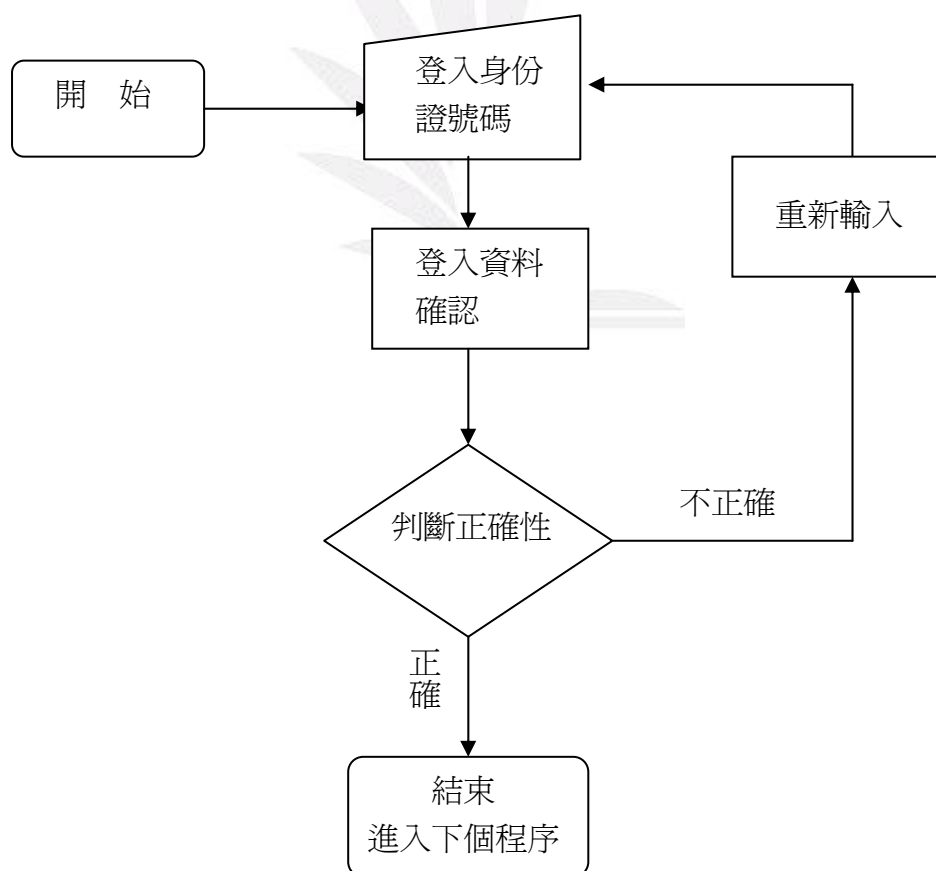 開　始
登入身份
證號碼
重新輸入
登入資料
確認
判斷正確性
不正確
正
確
結束
進入下個程序